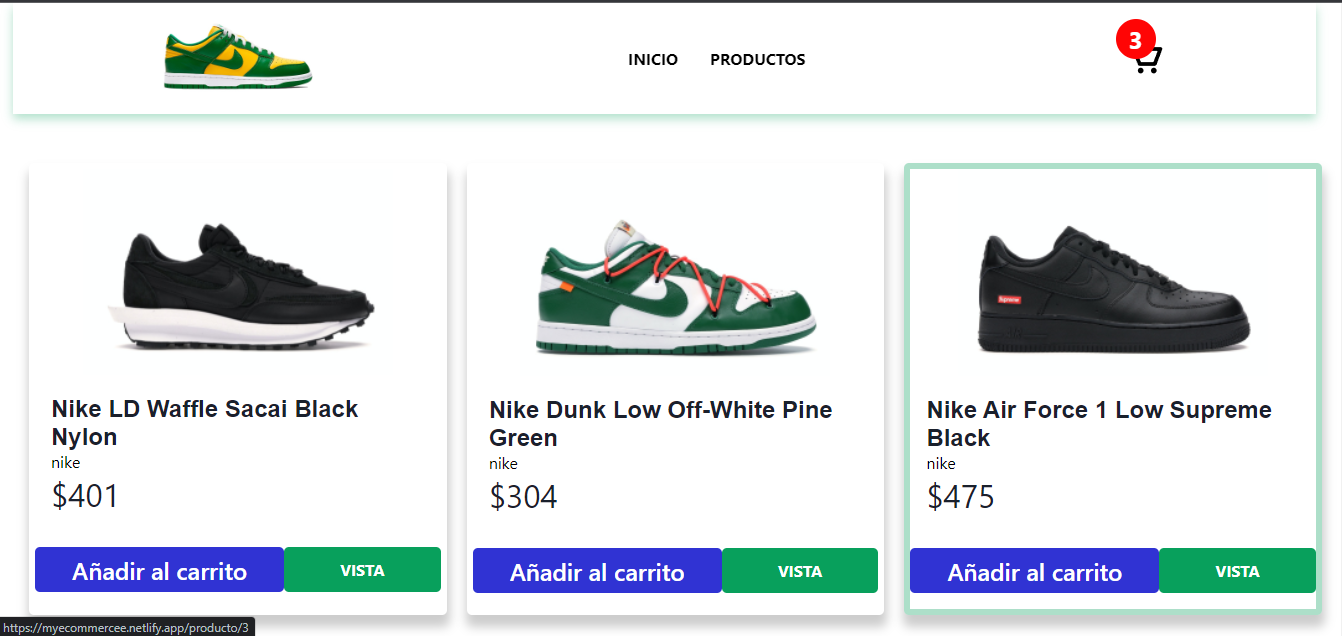 3
INICIO PRODUCTOS
Nike LD Waffle Sacai Black
Nylon
nike
$401
Añadir al carrito VISTA
Nike Dunk Low Off-White Pine
Green
nike
$304
Añadir al carrito VISTA
Nike Air Force 1 Low Supreme
Black
nike
$475
Añadir al carrito VISTA
https://myecommercee.netlify.app/producto/3